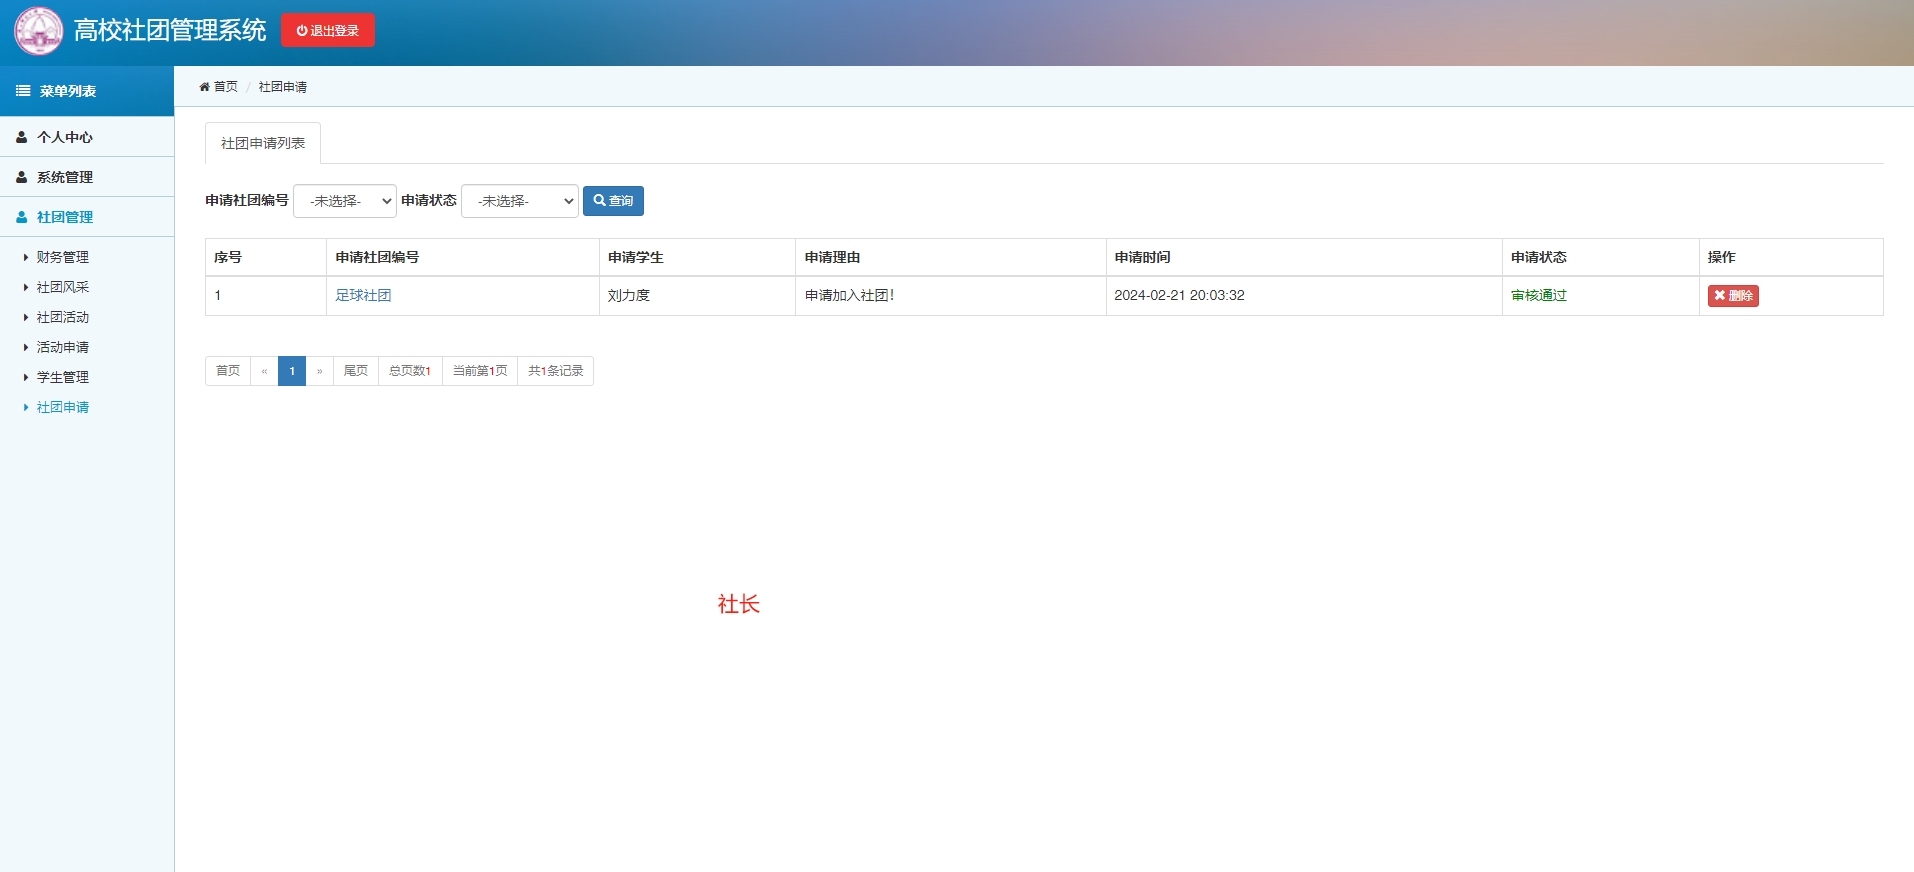 高校社团管理系统 退出登录
菜单列表
首页 / 社团申请
个人中心
系统管理
社团管理
财务管理
社团风采
社团活动
活动申请
学生管理
社团申请
社团申请列表
申请社团编号 -未选择- 申请状态 -未选择- 查询
序号 申请社团编号 申请学生 申请理由 申请时间 申请状态 操作
1 足球社团 刘力度 申请加入社团！ 2024-02-21 20:03:32 审核通过 删除
首页 « 1 » 尾页 总页数1 当前第1页 共1条记录
社长